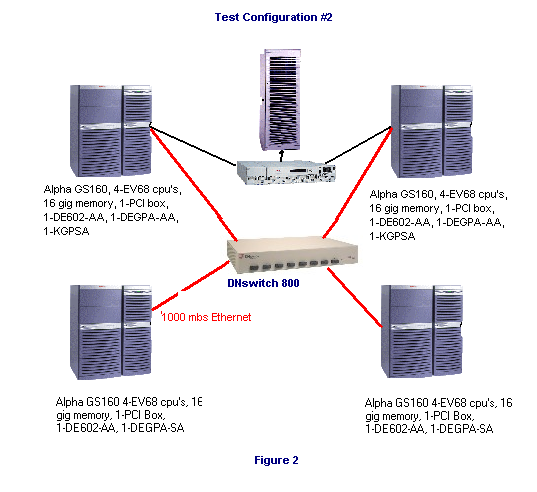 Test Configuration #2
Alpha GS160, 4-EV68 cpu's,
16 gig memory, 1-PCI box,
1-DE602-AA, 1-DEGPA-AA,
1-KGPSA
Alpha GS160, 4-EV68 cpu's,
16 gig memory, 1-PCI box,
1-DE602-AA, 1-DEGPA-AA,
1-KGPSA
DNswitch 800
'1000 mbs Ethernet
Alpha GS160 4-EV68 cpu's, 16
gig memory, 1-PCI Box,
1-DE602-AA, 1-DEGPA-SA
Alpha GS160 4-EV68 cpu's, 16
gig memory, 1-PCI Box,
1-DE602-AA, 1-DEGPA-SA
Figure 2